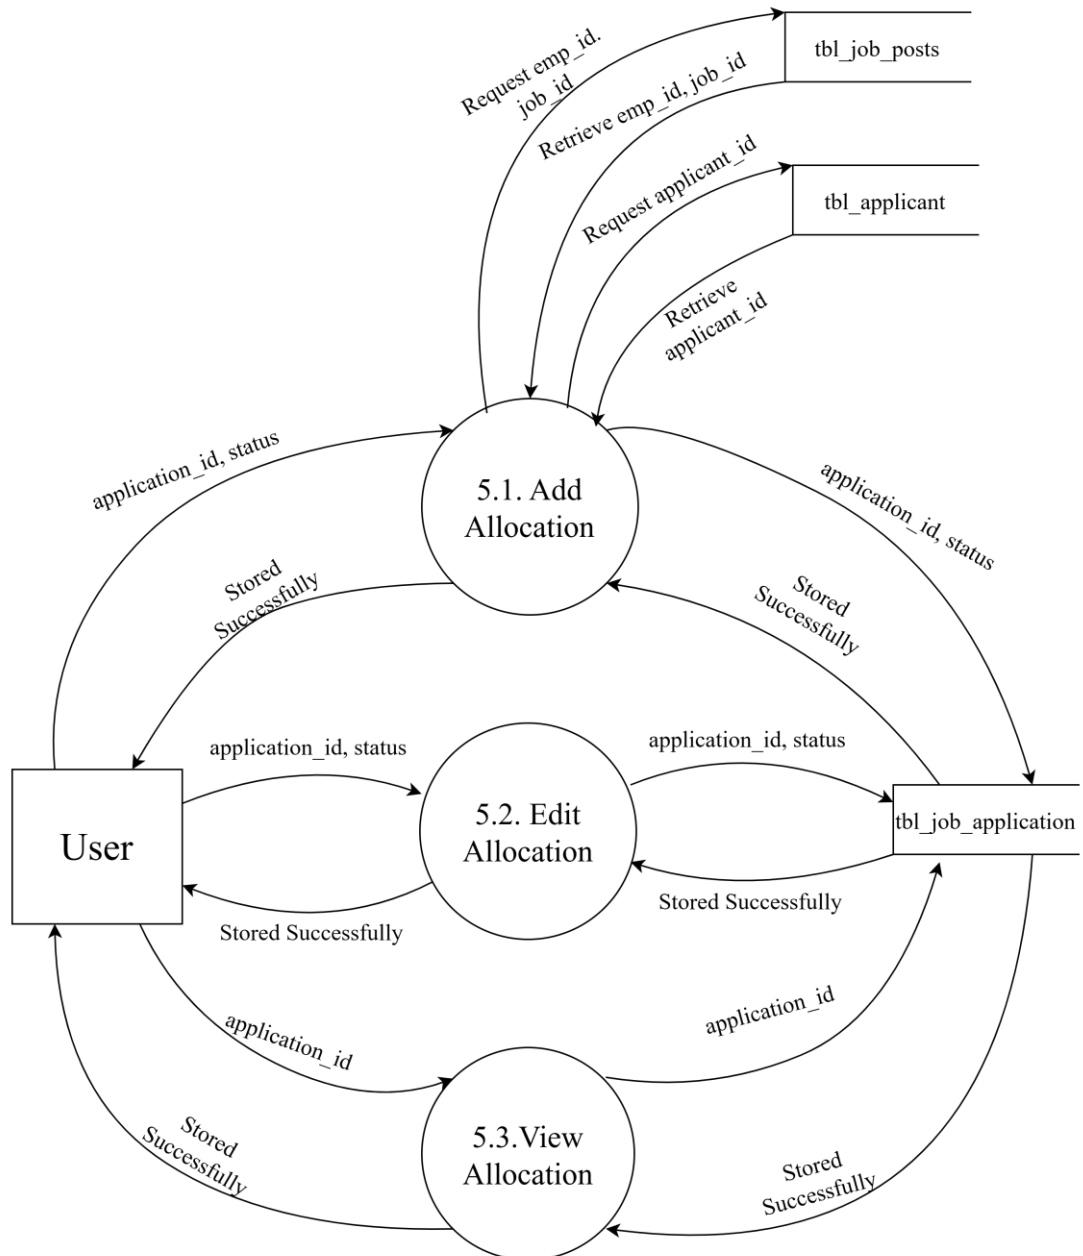 Request emp_id.
job_id
tbl_job_posts
Retrieve emp_id, job_id
Request applicant_id
tbl_applicant
Retrieve
applicant_id
application_id, status
5.1. Add
Allocation
application_id, status
Stored
Successfully
Stored
Successfully
application_id, status
application_id, status
User
5.2. Edit
Allocation
tbl_job_application
Stored Successfully
Stored Successfully
application_id
application_id
5.3.View
Allocation
Stored
Successfully
Stored
Successfully